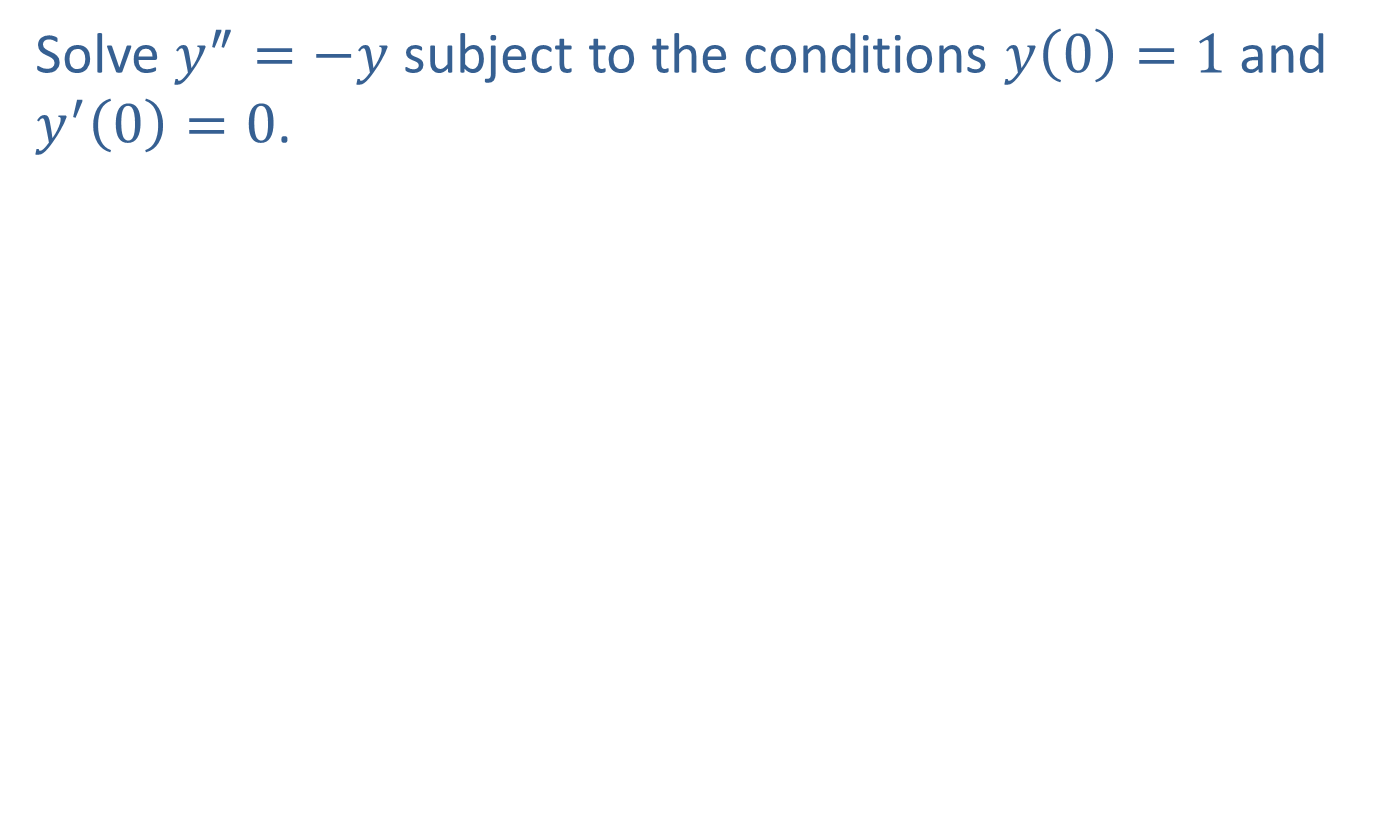 Solve y″ = −y subject to the conditions y(0) = 1 and
y′(0) = 0.